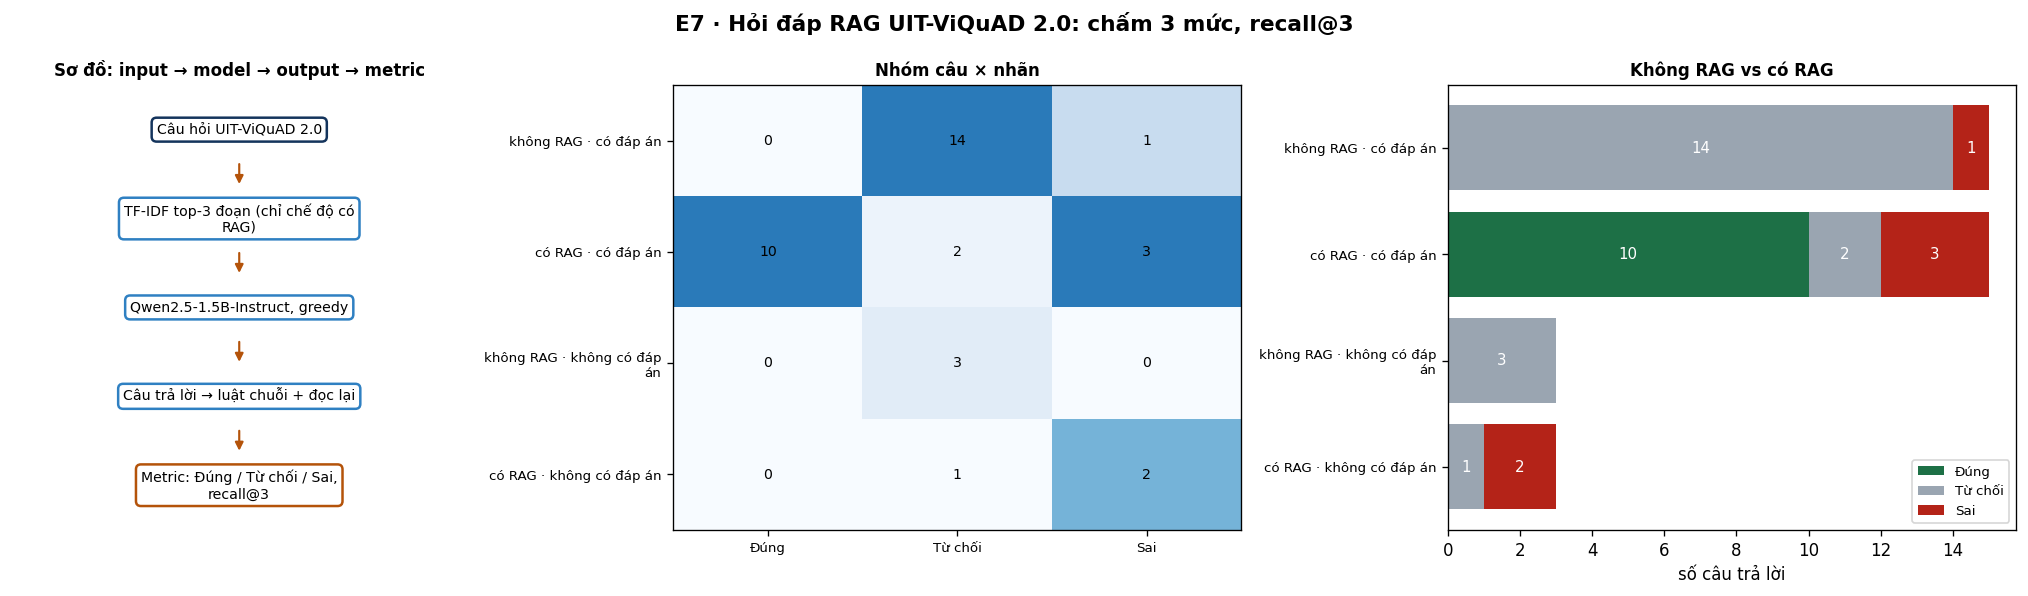 E7 · Hỏi đáp RAG UIT-ViQuAD 2.0: chấm 3 mức, recall@3
Sơ đồ: input → model → output → metric
Câu hỏi UIT-ViQuAD 2.0
TF-IDF top-3 đoạn (chỉ chế độ có
RAG)
Qwen2.5-1.5B-Instruct, greedy
Câu trả lời → luật chuỗi + đọc lại
Metric: Đúng / Từ chối / Sai,
recall@3
Nhóm câu × nhãn
không RAG · có đáp án
0
14
1
có RAG · có đáp án
10
2
3
không RAG · không có đáp
án
0
3
0
có RAG · không có đáp án
0
1
2
Đúng
Từ chối
Sai
Không RAG vs có RAG
không RAG · có đáp án
14
1
có RAG · có đáp án
10
2
3
không RAG · không có đáp
án
3
có RAG · không có đáp án
1
2
Đúng
Từ chối
Sai
0
2
4
6
8
10
12
14
số câu trả lời